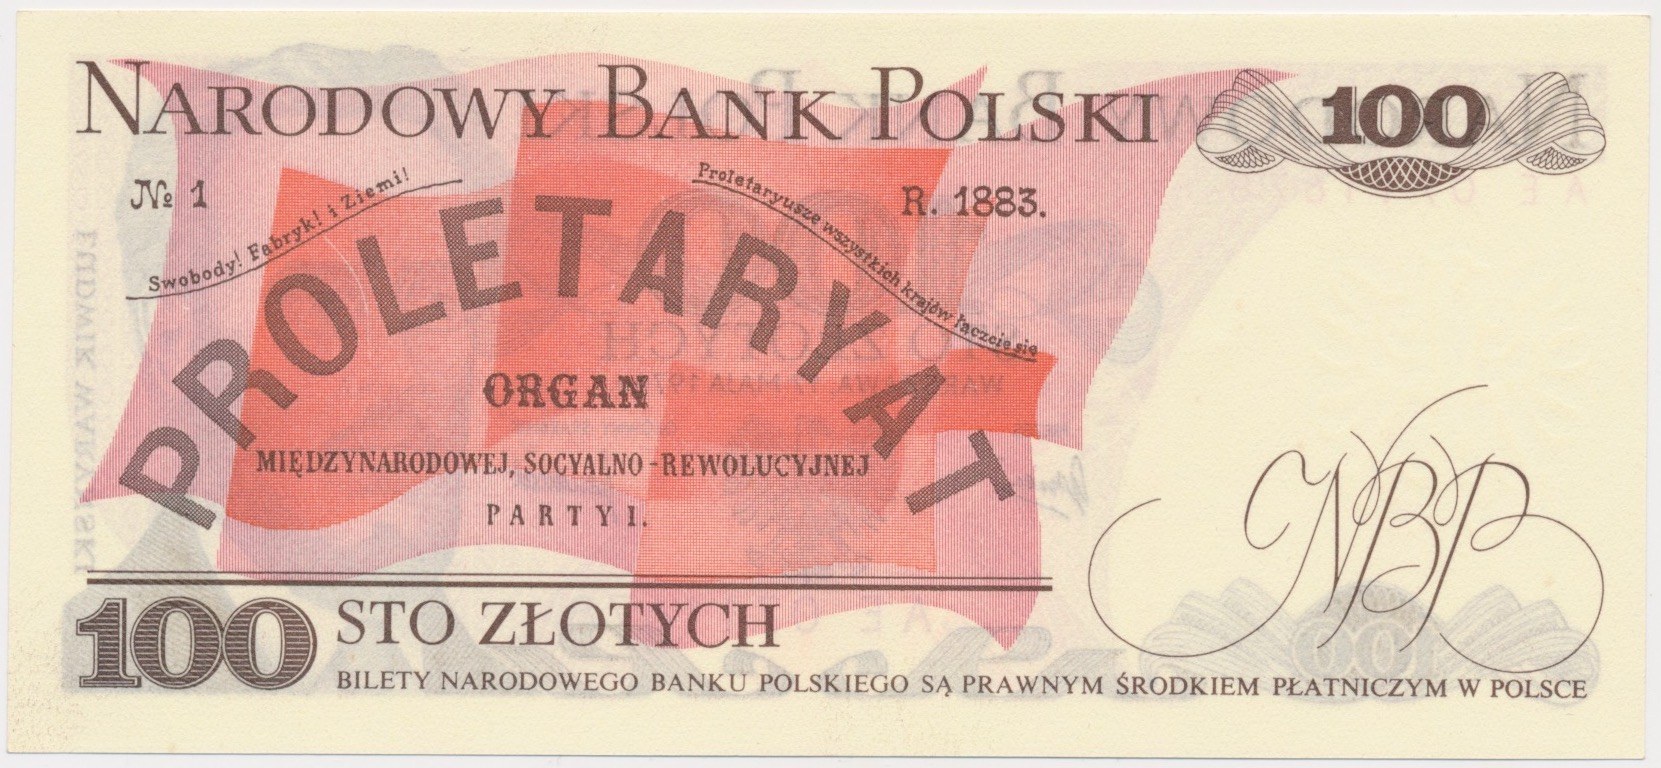 NARODOWY BANK POLSKI 100
№ 1
R. 1883.
Swobody! Fabryk! i Ziemi!
Proletaryusze wszystkich krajów łączcie się
PROLETARYAT
ORGAN
MIĘDZYNARODOWEJ, SOCYALNO-REWOLUCYJNEJ
PARTYI.
NBP
100 STO ZŁOTYCH
BILETY NARODOWEGO BANKU POLSKIEGO SĄ PRAWNYM ŚRODKIEM PŁATNICZYM W POLSCE